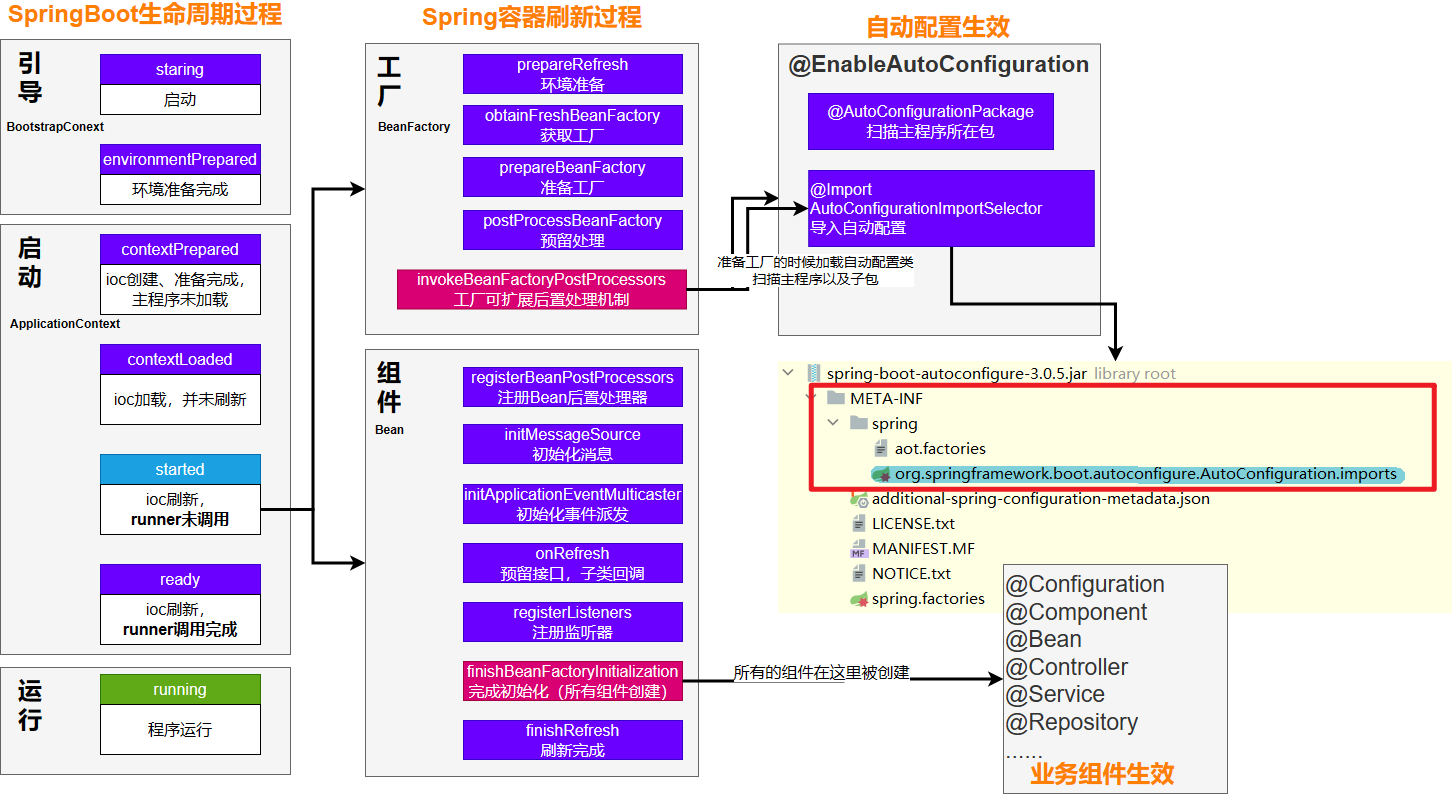 SpringBoot生命周期过程
引
导
BootstrapConext
staring
启动
environmentPrepared
环境准备完成
启
动
ApplicationContext
contextPrepared
ioc创建、准备完成，
主程序未加载
contextLoaded
ioc加载，并未刷新
started
ioc刷新，
runner未调用
ready
ioc刷新，
runner调用完成
运
行
running
程序运行
Spring容器刷新过程
工
厂
BeanFactory
prepareRefresh
环境准备
obtainFreshBeanFactory
获取工厂
prepareBeanFactory
准备工厂
postProcessBeanFactory
预留处理
invokeBeanFactoryPostProcessors
工厂可扩展后置处理机制
组
件
Bean
registerBeanPostProcessors
注册Bean后置处理器
initMessageSource
初始化消息
initApplicationEventMulticaster
初始化事件派发
onRefresh
预留接口，子类回调
registerListeners
注册监听器
finishBeanFactoryInitialization
完成初始化（所有组件创建）
finishRefresh
刷新完成
自动配置生效
@EnableAutoConfiguration
@AutoConfigurationPackage
扫描主程序所在包
@Import
AutoConfigurationImportSelector
导入自动配置
准备工厂的时候加载自动配置类
扫描主程序以及子包
spring-boot-autoconfigure-3.0.5.jar library root
META-INF
spring
aot.factories
org.springframework.boot.autoconfigure.AutoConfiguration.imports
additional-spring-configuration-metadata.json
LICENSE.txt
MF MANIFEST.MF
NOTICE.txt
spring.factories
所有的组件在这里被创建
@Configuration
@Component
@Bean
@Controller
@Service
@Repository
......
业务组件生效